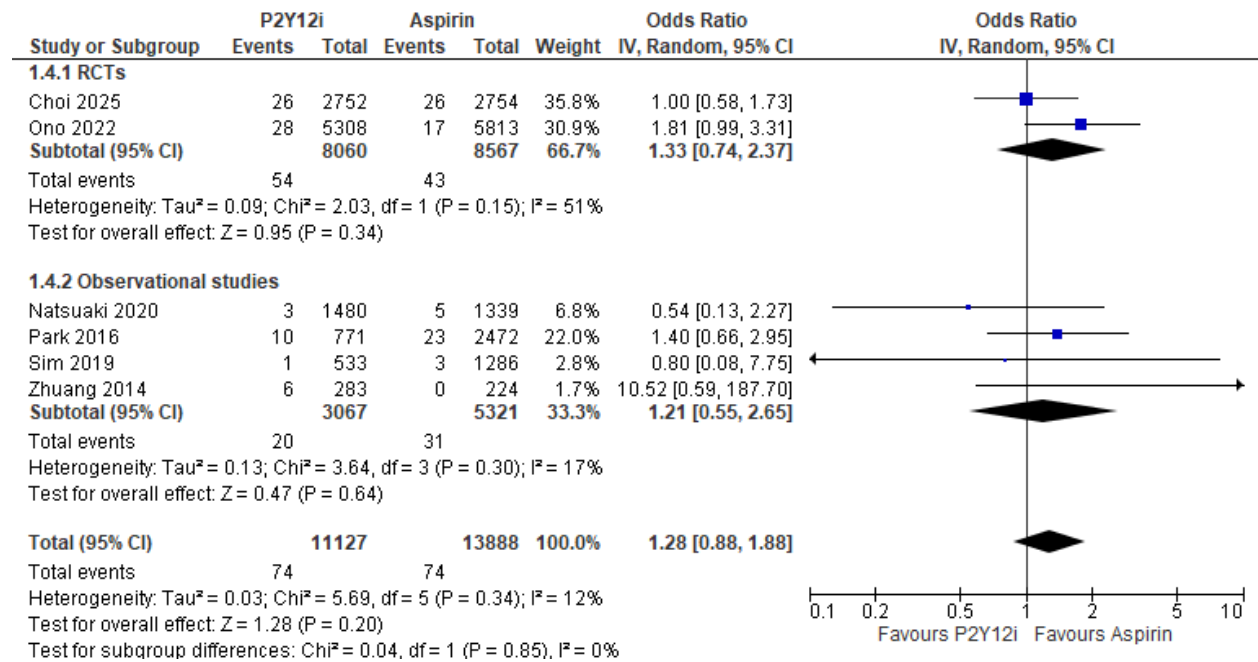 P2Y12i Aspirin Odds Ratio Odds Ratio
Study or Subgroup Events Total Events Total Weight IV, Random, 95% CI IV, Random, 95% CI
1.4.1 RCTs
Choi 2025 26 2752 26 2754 35.8% 1.00 [0.58, 1.73]
Ono 2022 28 5308 17 5813 30.9% 1.81 [0.99, 3.31]
Subtotal (95% CI) 8060 8567 66.7% 1.33 [0.74, 2.37]
Total events 54 43
Heterogeneity: Tau² = 0.09; Chi² = 2.03, df = 1 (P = 0.15); I² = 51%
Test for overall effect: Z = 0.95 (P = 0.34)
1.4.2 Observational studies
Natsuaki 2020 3 1480 5 1339 6.8% 0.54 [0.13, 2.27]
Park 2016 10 771 23 2472 22.0% 1.40 [0.66, 2.95]
Sim 2019 1 533 3 1286 2.8% 0.80 [0.08, 7.75]
Zhuang 2014 6 283 0 224 1.7% 10.52 [0.59, 187.70]
Subtotal (95% CI) 3067 5321 33.3% 1.21 [0.55, 2.65]
Total events 20 31
Heterogeneity: Tau² = 0.13; Chi² = 3.64, df = 3 (P = 0.30); I² = 17%
Test for overall effect: Z = 0.47 (P = 0.64)
Total (95% CI) 11127 13888 100.0% 1.28 [0.88, 1.88]
Total events 74 74
Heterogeneity: Tau² = 0.03; Chi² = 5.69, df = 5 (P = 0.34); I² = 12%
Test for overall effect: Z = 1.28 (P = 0.20)
Test for subgroup differences: Chi² = 0.04, df = 1 (P = 0.85), I² = 0%
0.1 0.2 0.5 1 2 5 10
Favours P2Y12i Favours Aspirin